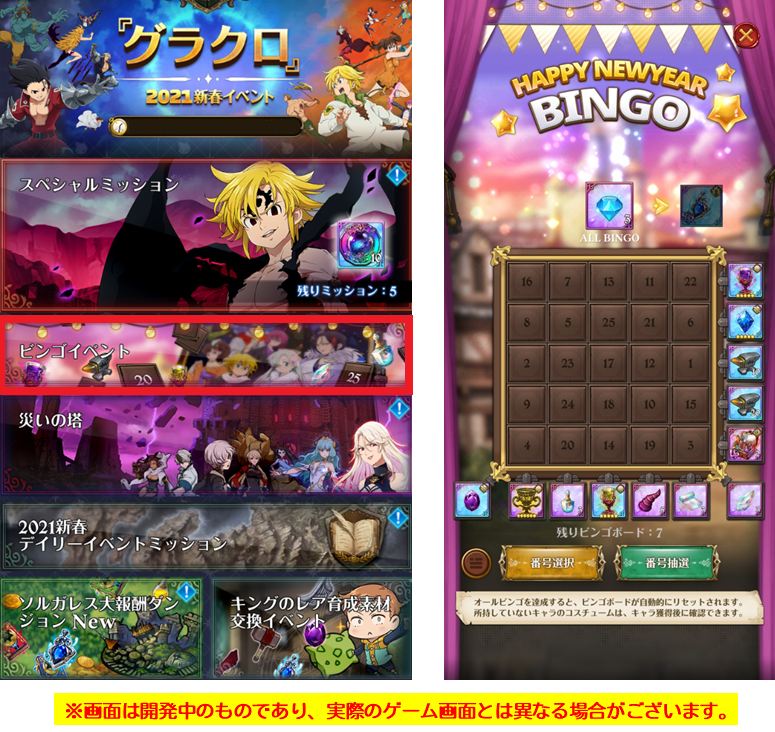 『グラクロ』
2021新春イベント
スペシャルミッション
10
残りミッション：5
ビンゴイベント
20
25
災いの塔
2021新春
デイリーイベントミッション
ソルガレス大報酬ダン
ジョン New
キングのレア育成素材
交換イベント
HAPPY NEWYEAR
BINGO
3
ALL BINGO
16 7 13 11 22
8 5 25 21 6
2 23 17 12 1
9 24 18 10 15
4 20 14 19 3
残りビンゴボード：7
番号選択
番号抽選
オールビンゴを達成すると、ビンゴボードが自動的にリセットされます。
所持していないキャラのコスチュームは、キャラ獲得後に確認できます。
※画面は開発中のものであり、実際のゲーム画面とは異なる場合がございます。